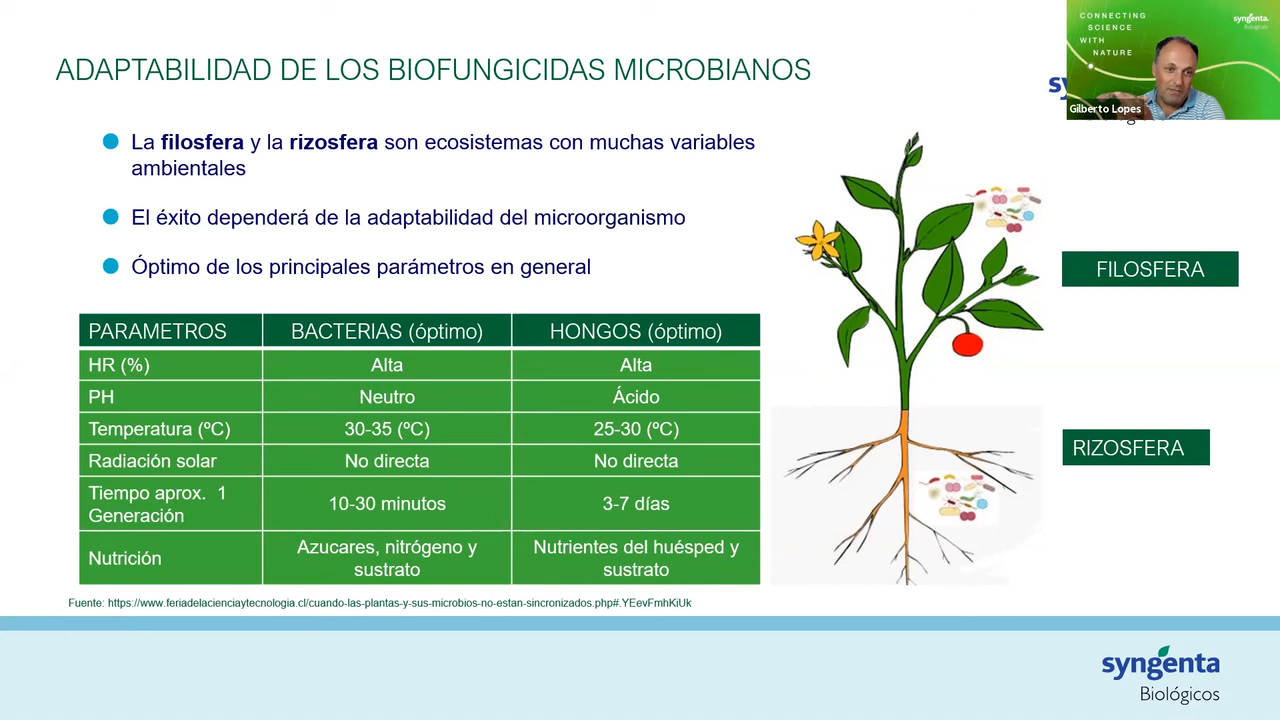 ADAPTABILIDAD DE LOS BIOFUNGICIDAS MICROBIANOS
CONNECTING
SCIENCE
WITH
NATURE
syngenta.
Biológicos
Gilberto Lopes
La filosfera y la rizosfera son ecosistemas con muchas variables
ambientales
El éxito dependerá de la adaptabilidad del microorganismo
Óptimo de los principales parámetros en general
PARAMETROS BACTERIAS (óptimo) HONGOS (óptimo)
HR (%) Alta Alta
PH Neutro Ácido
Temperatura (ºC) 30-35 (ºC) 25-30 (ºC)
Radiación solar No directa No directa
Tiempo aprox. 1
Generación 10-30 minutos 3-7 días
Nutrición Azucares, nitrógeno y
sustrato Nutrientes del huésped y
sustrato
FILOSFERA
RIZOSFERA
Fuente: https://www.feriadelacienciaytecnologia.cl/cuando-las-plantas-y-sus-microbios-no-estan-sincronizados.php#.YEevFmhKiUk
syngenta
Biológicos